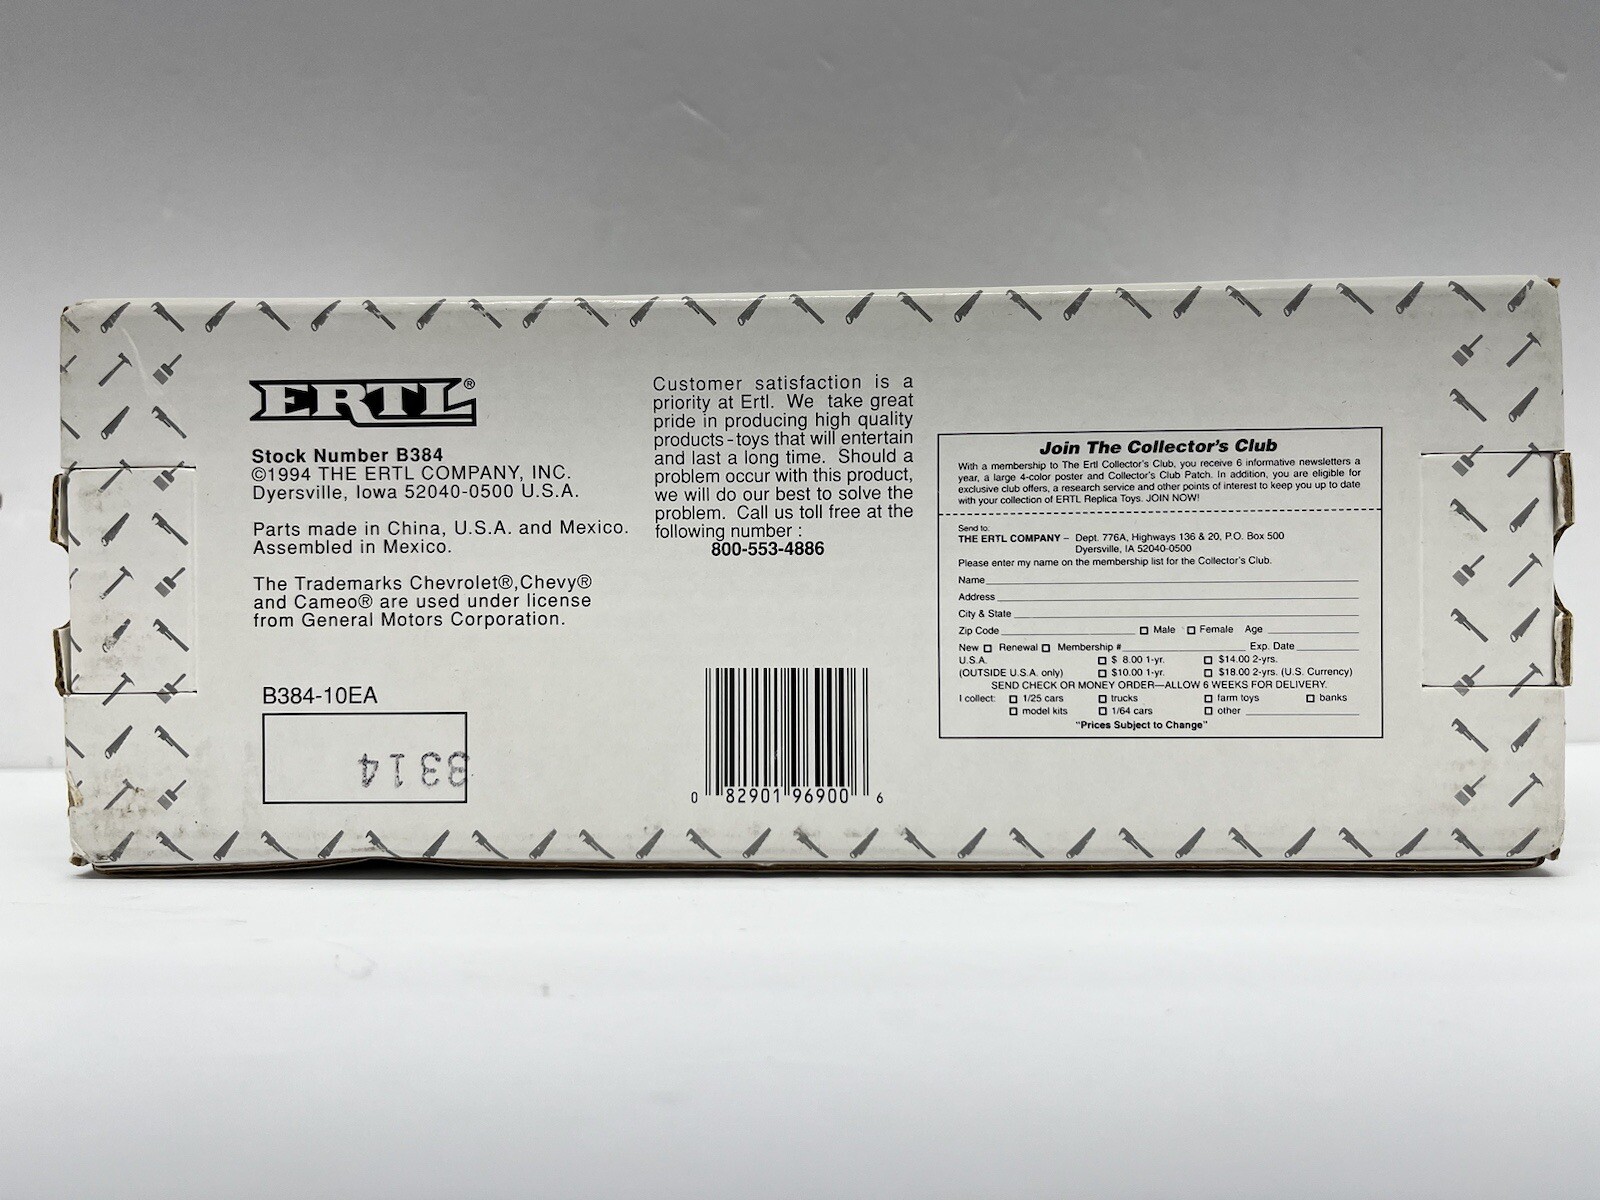 ERTL®
Stock Number B384
©1994 THE ERTL COMPANY, INC.
Dyersville, Iowa 52040-0500 U.S.A.
Parts made in China, U.S.A. and Mexico.
Assembled in Mexico.
The Trademarks Chevrolet®, Chevy®
and Cameo® are used under license
from General Motors Corporation.
B384-10EA
3314
Customer satisfaction is a
priority at Ertl. We take great
pride in producing high quality
products-toys that will entertain
and last a long time. Should a
problem occur with this product,
we will do our best to solve the
problem. Call us toll free at the
following number :
800-553-4886
0 82901 96900 6
Join The Collector's Club
With a membership to The Ertl Collector's Club, you receive 6 informative newsletters a
year, a large 4-color poster and Collector's Club Patch. In addition, you are eligible for
exclusive club offers, a research service and other points of interest to keep you up to date
with your collection of ERTL Replica Toys. JOIN NOW!
Send to:
THE ERTL COMPANY – Dept. 776A, Highways 136 & 20, P.O. Box 500
Dyersville, IA 52040-0500
Please enter my name on the membership list for the Collector's Club.
Name
Address
City & State
Zip Code Male Female Age
New Renewal Membership # Exp. Date
U.S.A. $ 8.00 1-yr. $14.00 2-yrs.
(OUTSIDE U.S.A. only) $10.00 1-yr. $18.00 2-yrs. (U.S. Currency)
SEND CHECK OR MONEY ORDER—ALLOW 6 WEEKS FOR DELIVERY.
I collect: 1/25 cars trucks farm toys banks
model kits 1/64 cars other
"Prices Subject to Change"